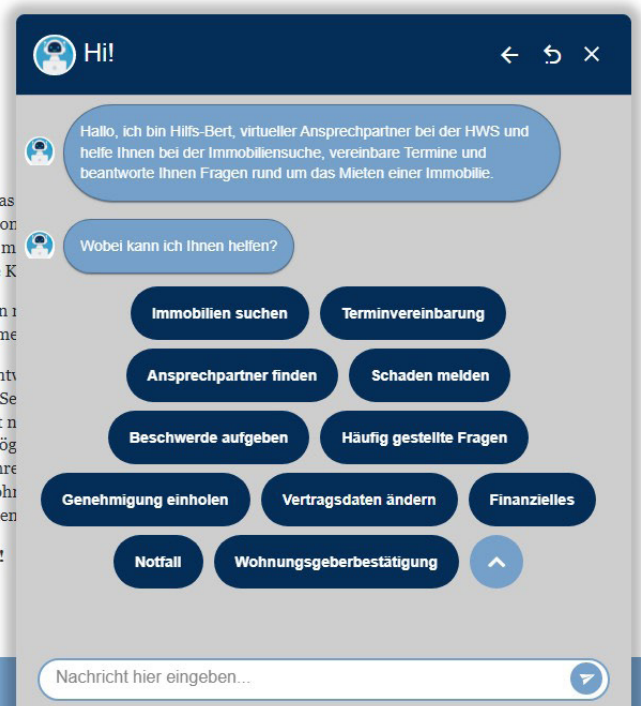 Hi!
Hallo, ich bin Hilfs-Bert, virtueller Ansprechpartner bei der HWS und
helfe Ihnen bei der Immobiliensuche, vereinbare Termine und
beantworte Ihnen Fragen rund um das Mieten einer Immobilie.
Wobei kann ich Ihnen helfen?
Immobilien suchen Terminvereinbarung
Ansprechpartner finden Schaden melden
Beschwerde aufgeben Häufig gestellte Fragen
Genehmigung einholen Vertragsdaten ändern Finanzielles
Notfall Wohnungsgeberbestätigung
Nachricht hier eingeben...